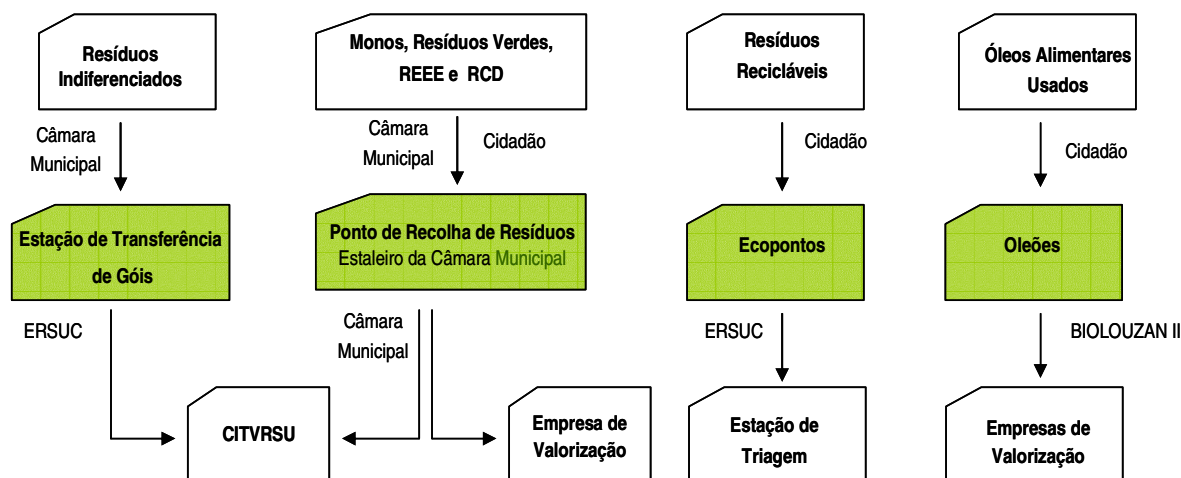 Resíduos
Indiferenciados
Monos, Resíduos Verdes,
REEE e RCD
Resíduos
Recicláveis
Óleos Alimentares
Usados
Câmara
Municipal
Câmara
Municipal
Cidadão
Cidadão
Cidadão
Estação de Transferência
de Góis
Ponto de Recolha de Resíduos
Estaleiro da Câmara Municipal
Ecopontos
Oleões
ERSUC
Câmara
Municipal
ERSUC
BIOLOUZAN II
CITVRSU
Empresa de
Valorização
Estação de
Triagem
Empresas de
Valorização